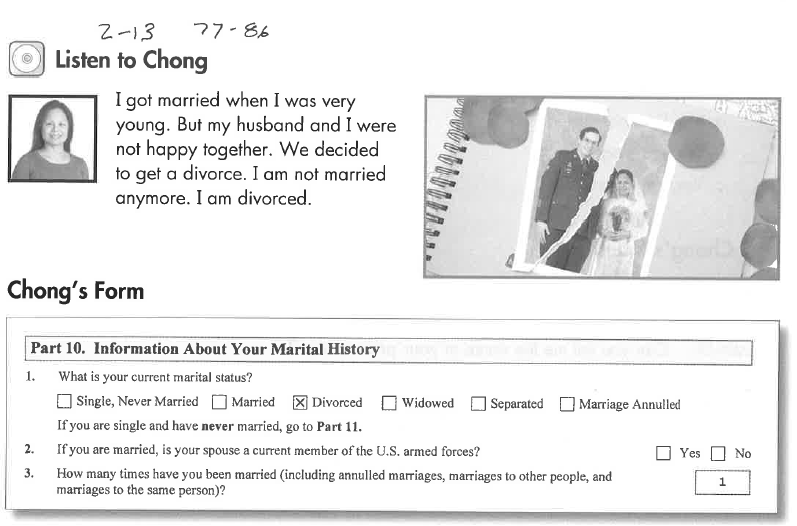 2-13 77-86
Listen to Chong
I got married when I was very
young. But my husband and I were
not happy together. We decided
to get a divorce. I am not married
anymore. I am divorced.
Chong's Form
Part 10. Information About Your Marital History
1. What is your current marital status?
☐ Single, Never Married ☐ Married ☒ Divorced ☐ Widowed ☐ Separated ☐ Marriage Annulled
If you are single and have never married, go to Part 11.
2. If you are married, is your spouse a current member of the U.S. armed forces? ☐ Yes ☐ No
3. How many times have you been married (including annulled marriages, marriages to other people, and
marriages to the same person)? 1